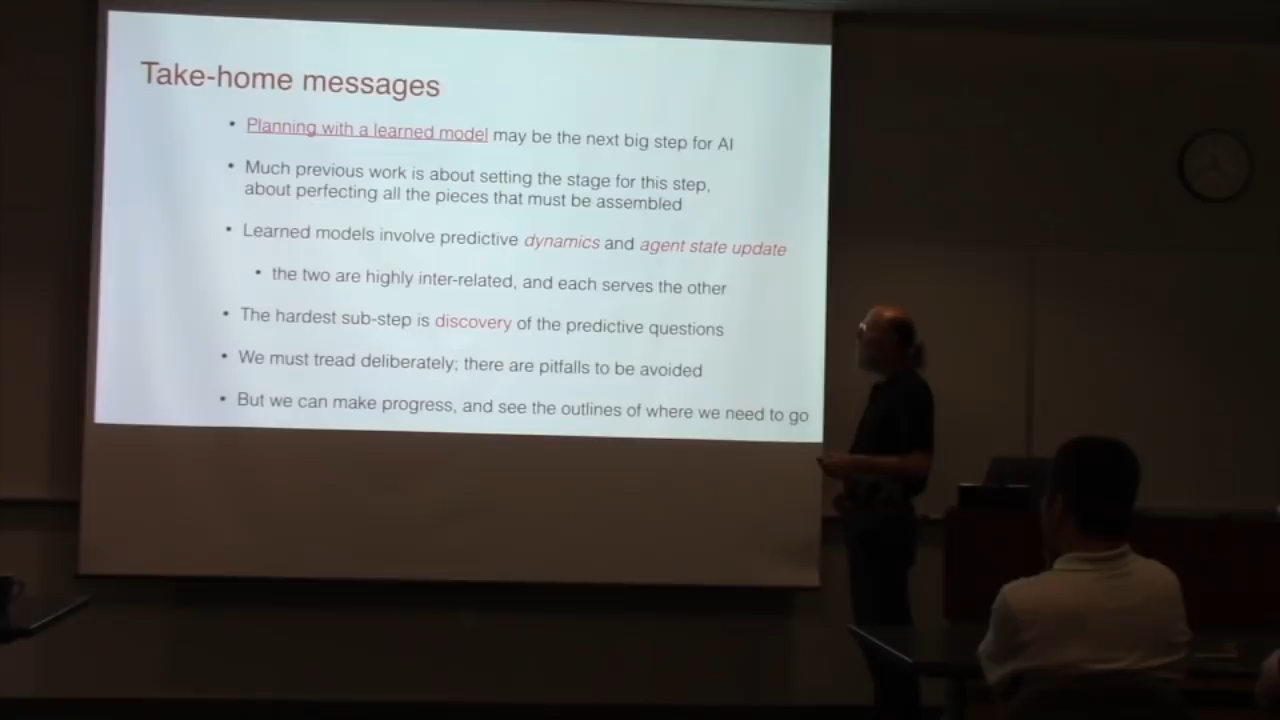 Take-home messages
• Planning with a learned model may be the next big step for AI
• Much previous work is about setting the stage for this step,
about perfecting all the pieces that must be assembled
• Learned models involve predictive dynamics and agent state update
• the two are highly inter-related, and each serves the other
• The hardest sub-step is discovery of the predictive questions
• We must tread deliberately; there are pitfalls to be avoided
• But we can make progress, and see the outlines of where we need to go